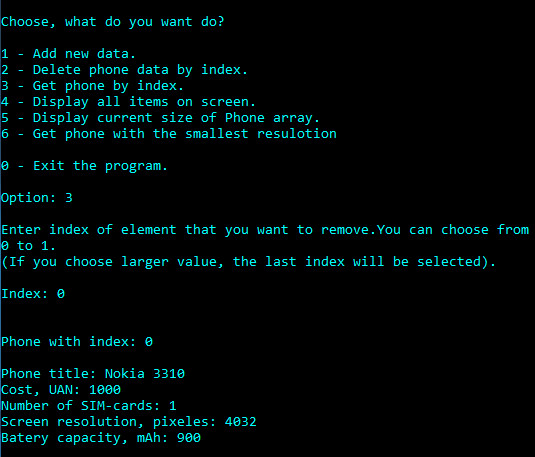 Choose, what do you want do?
1 - Add new data.
2 - Delete phone data by index.
3 - Get phone by index.
4 - Display all items on screen.
5 - Display current size of Phone array.
6 - Get phone with the smallest resulotion
0 - Exit the program.
Option: 3
Enter index of element that you want to remove.You can choose from
0 to 1.
(If you choose larger value, the last index will be selected).
Index: 0
Phone with index: 0
Phone title: Nokia 3310
Cost, UAN: 1000
Number of SIM-cards: 1
Screen resolution, pixeles: 4032
Batery capacity, mAh: 900